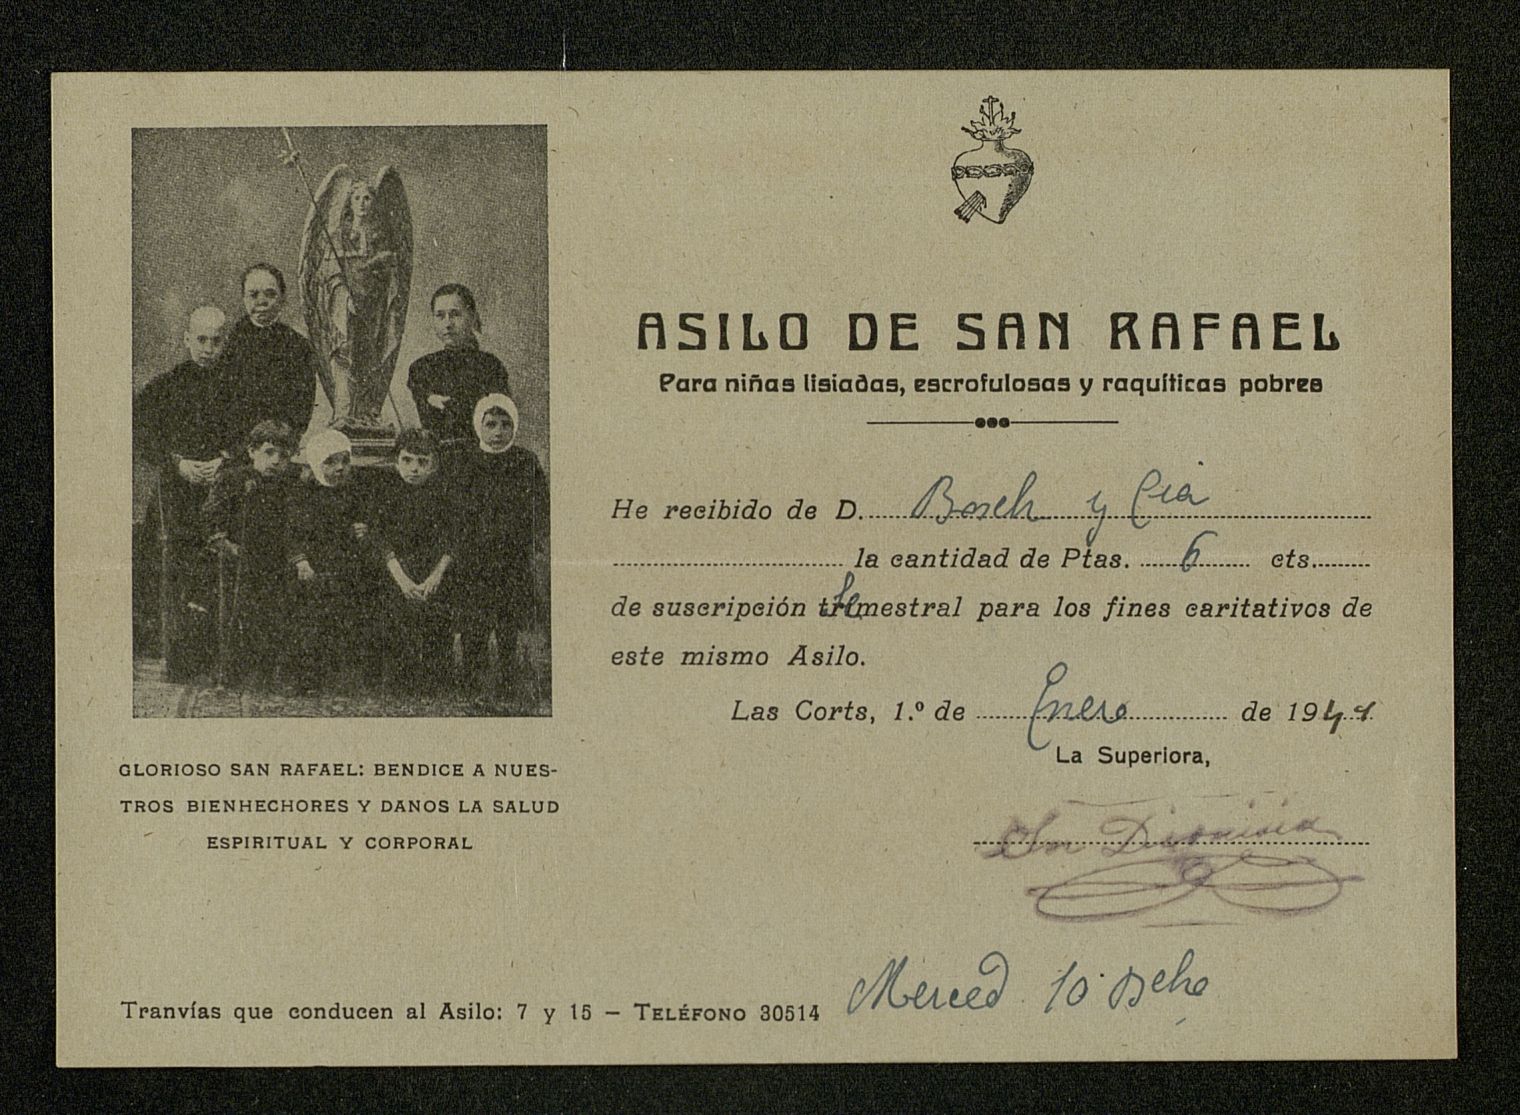 ASILO DE SAN RAFAEL
Para niñas lisiadas, escrofulosas y raquíticas pobres
He recibido de D. Bosch y Cia
la cantidad de Ptas. 6 cts.
de suscripción trimestral para los fines caritativos de
este mismo Asilo.
Las Corts, 1.º de Enero de 1941
La Superiora,
Sor Dionisia
GLORIOSO SAN RAFAEL: BENDICE A NUES-
TROS BIENHECHORES Y DANOS LA SALUD
ESPIRITUAL Y CORPORAL
Tranvías que conducen al Asilo: 7 y 15 – TELÉFONO 30514
Merced 10